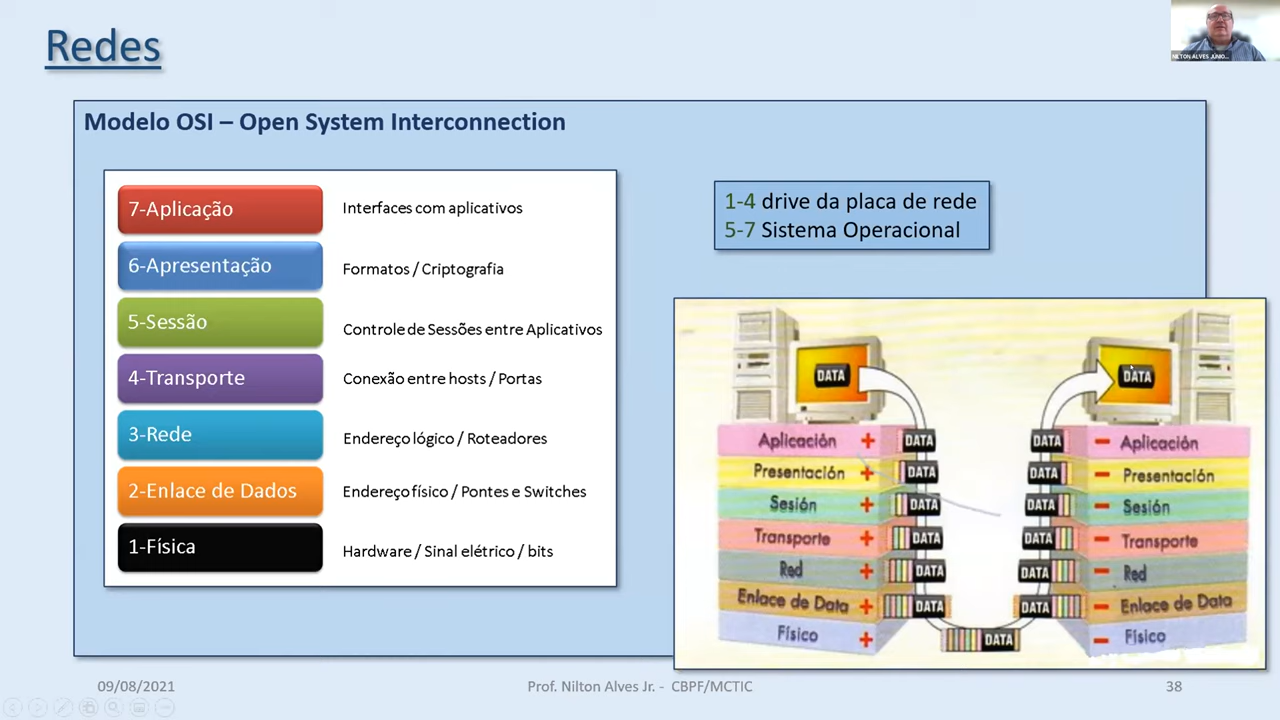 Redes
NILTON ALVES JÚNIO...
Modelo OSI – Open System Interconnection
7-Aplicação
Interfaces com aplicativos
6-Apresentação
Formatos / Criptografia
5-Sessão
Controle de Sessões entre Aplicativos
4-Transporte
Conexão entre hosts / Portas
3-Rede
Endereço lógico / Roteadores
2-Enlace de Dados
Endereço físico / Pontes e Switches
1-Física
Hardware / Sinal elétrico / bits
1-4 drive da placa de rede
5-7 Sistema Operacional
DATA DATA
Aplicación + DATA DATA − Aplicación
Presentación + DATA DATA − Presentación
Sesión + DATA DATA − Sesión
Transporte + DATA DATA − Transporte
Red + DATA DATA − Red
Enlace de Data + DATA DATA − Enlace de Data
Físico + DATA − Físico
09/08/2021
Prof. Nilton Alves Jr. - CBPF/MCTIC
38